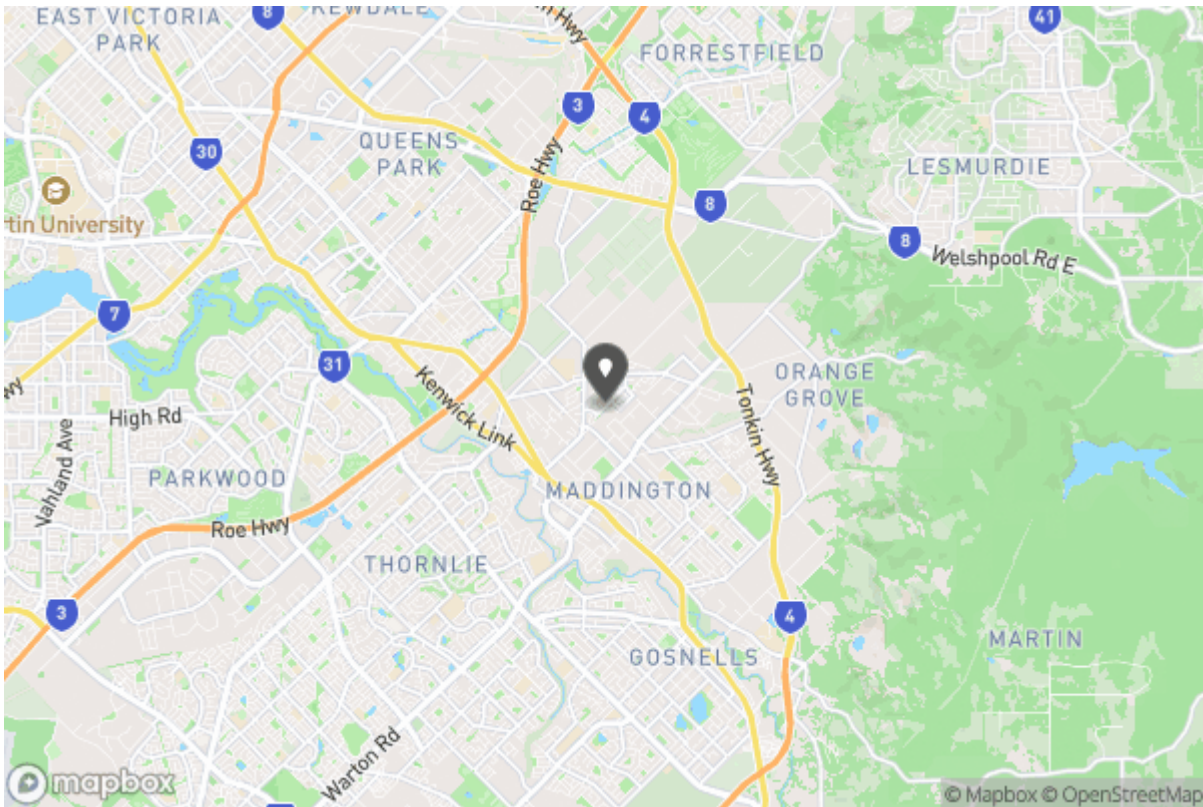 EAST VICTORIA
PARK
8
KEWDALE
41
FORRESTFIELD
3
4
30
QUEENS
PARK
Roe Hwy
LESMURDIE
8
tin University
8
Welshpool Rd E
7
31
ORANGE
GROVE
Kenwick Link
Tonkin Hwy
High Rd
Vahland Ave
PARKWOOD
MADDINGTON
Roe Hwy
THORNLIE
3
4
MARTIN
GOSNELLS
Warton Rd
mapbox
© Mapbox © OpenStreetMap